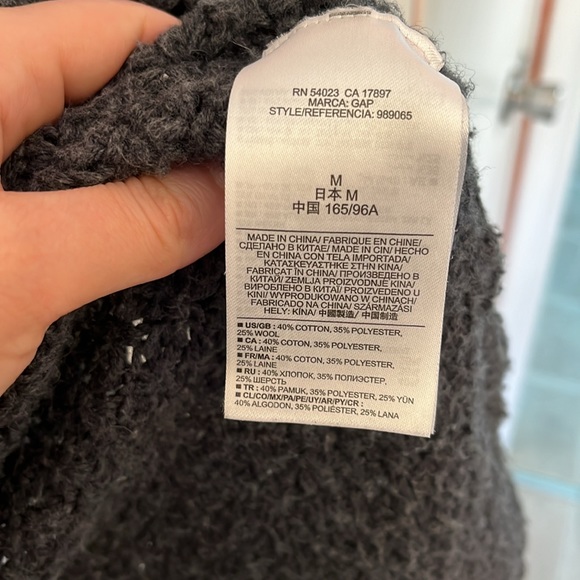 M
RN 54023 CA 17897
MARCA: GAP
STYLE/REFERENCIA: 989065
M
日本 M
中国 165/96A
MADE IN CHINA/ FABRIQUE EN CHINE/
СДЕЛАНО В КИТАЕ/ MADE IN CIN/ HECHO
EN CHINA CON TELA IMPORTADA/
ΚΑΤΑΣΚΕΥΑΣΤΗΚΕ ΣΤΗΝ ΚΙΝΑ/
FABRICAT ÎN CHINA/ ПРОИЗВЕДЕНО В
КИТАЙ/ ZEMLJA PROIZVODNJE KINA/
ВИРОБЛЕНО В КИТАЇ/ PROIZVEDENO U
KINI/ WYPRODUKOWANO W CHINACH/
FABRICADO NA CHINA/ SZÁRMAZÁSI
HELY: KÍNA/ 中國製造/ 中国制造
■ US/GB : 40% COTTON, 35% POLYESTER,
25% WOOL
■ CA : 40% COTON, 35% POLYESTER,
25% LAINE
■ FR/MA : 40% COTON, 35% POLYESTER,
25% LAINE
■ RU : 40% ХЛОПОК, 35% ПОЛИЭСТЕР,
25% ШЕРСТЬ
■ TR : 40% PAMUK, 35% POLYESTER, 25% YÜN
■ CL/CO/MX/PA/PE/UY/AR/PY/CR :
40% ALGODON, 35% POLIÉSTER, 25% LANA